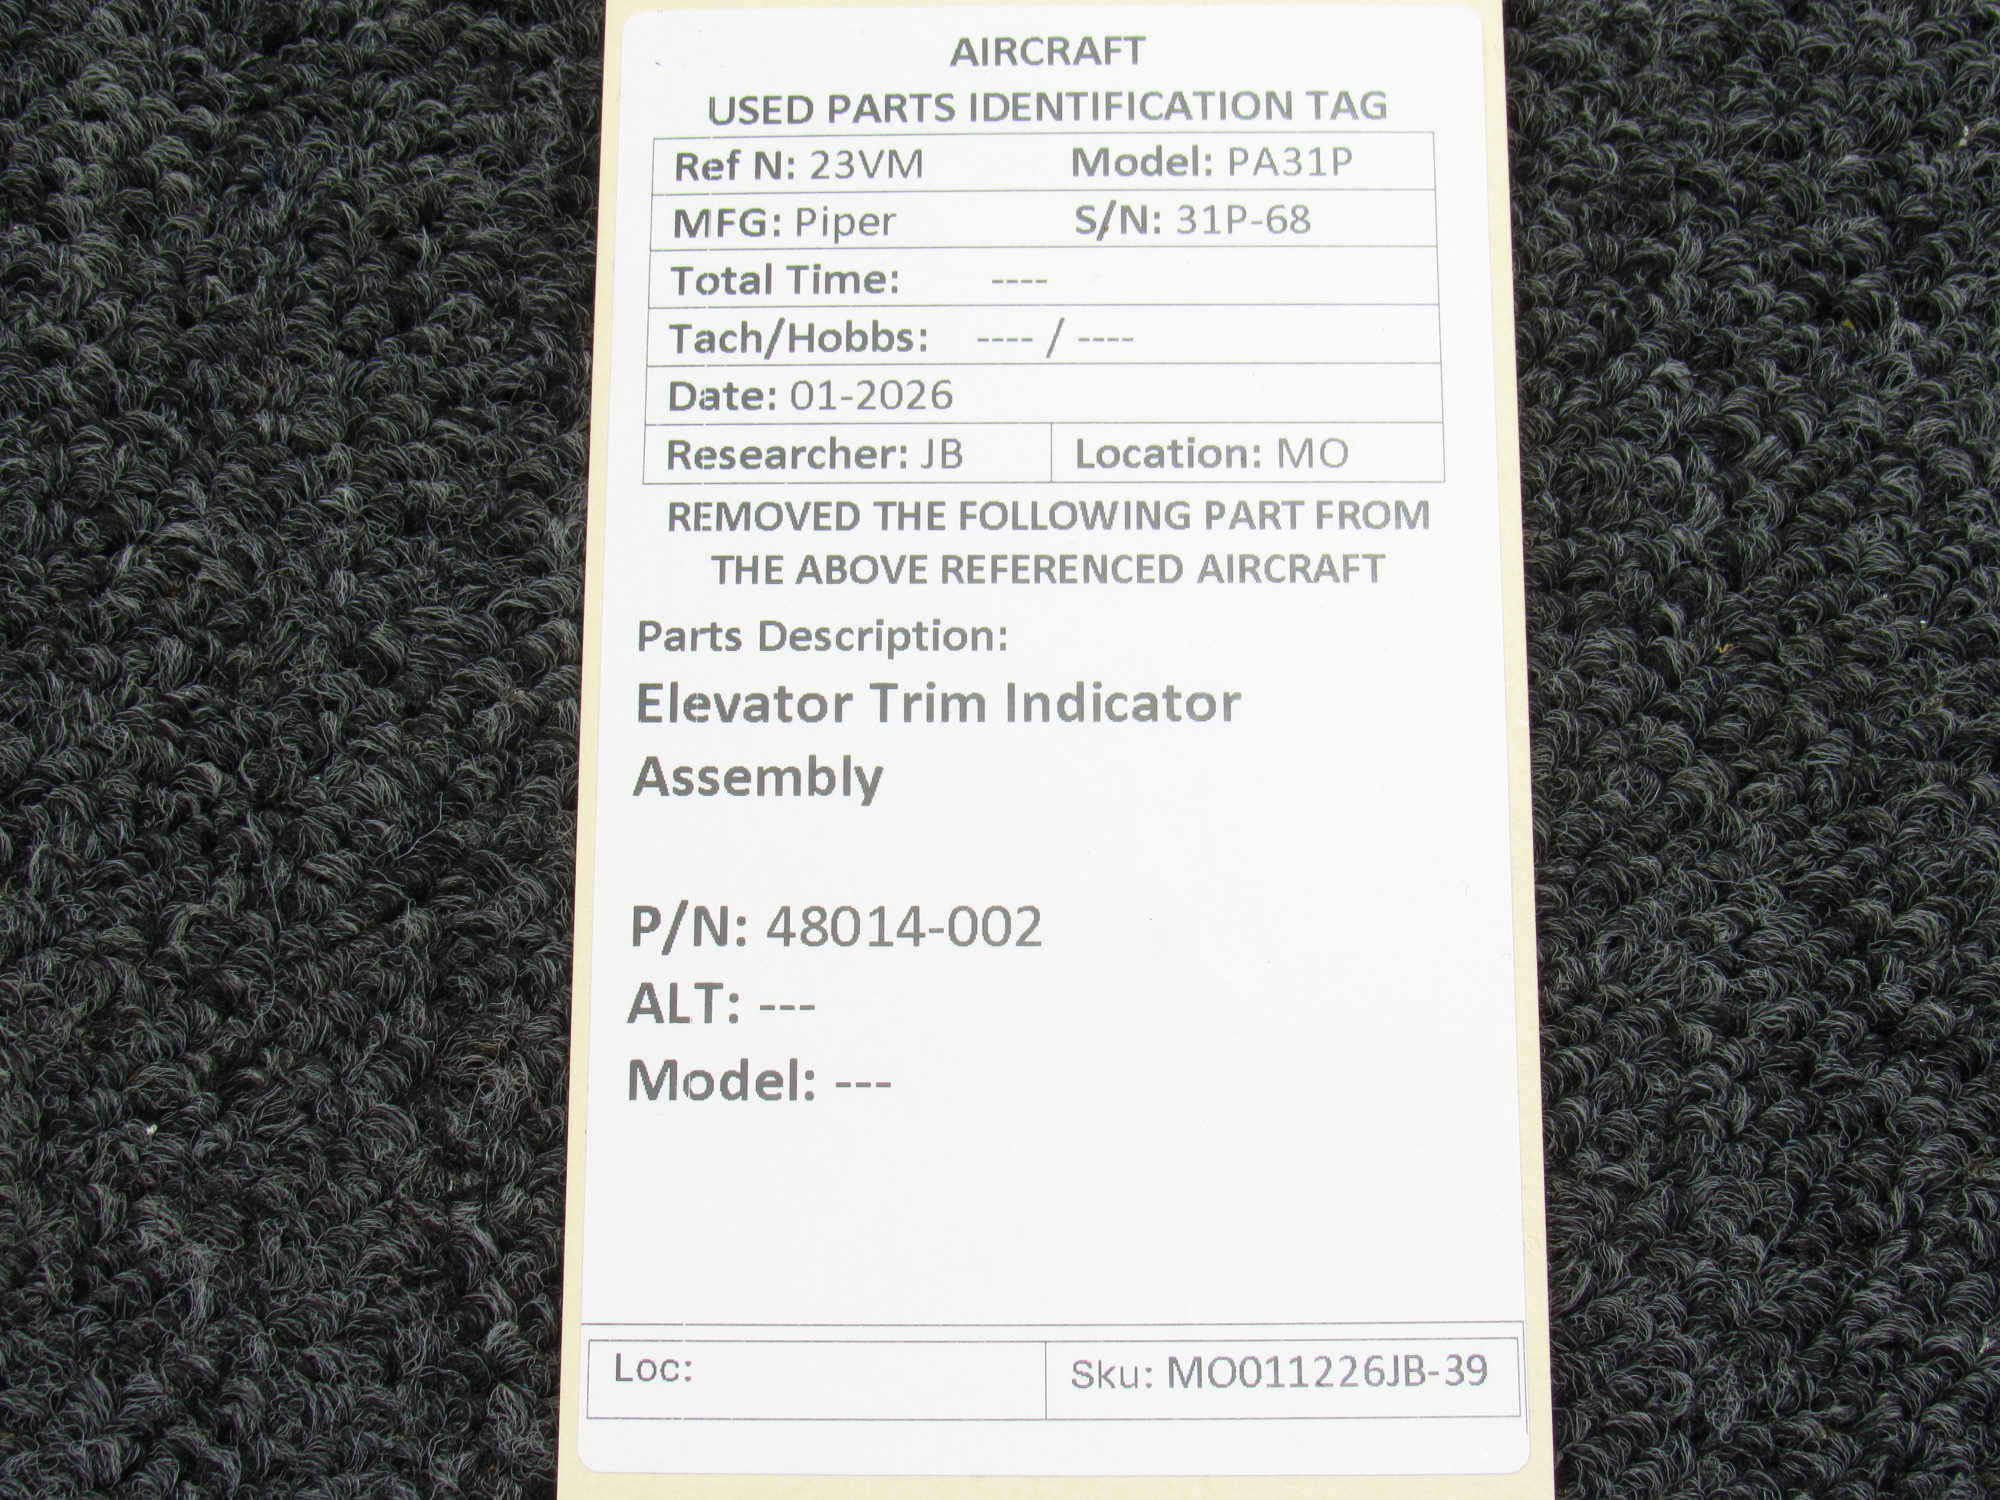 AIRCRAFT
USED PARTS IDENTIFICATION TAG
Ref N: 23VM Model: PA31P
MFG: Piper S/N: 31P-68
Total Time: ----
Tach/Hobbs: ---- / ----
Date: 01-2026
Researcher: JB Location: MO
REMOVED THE FOLLOWING PART FROM
THE ABOVE REFERENCED AIRCRAFT
Parts Description:
Elevator Trim Indicator
Assembly
P/N: 48014-002
ALT: ---
Model: ---
Loc: Sku: MO011226JB-39